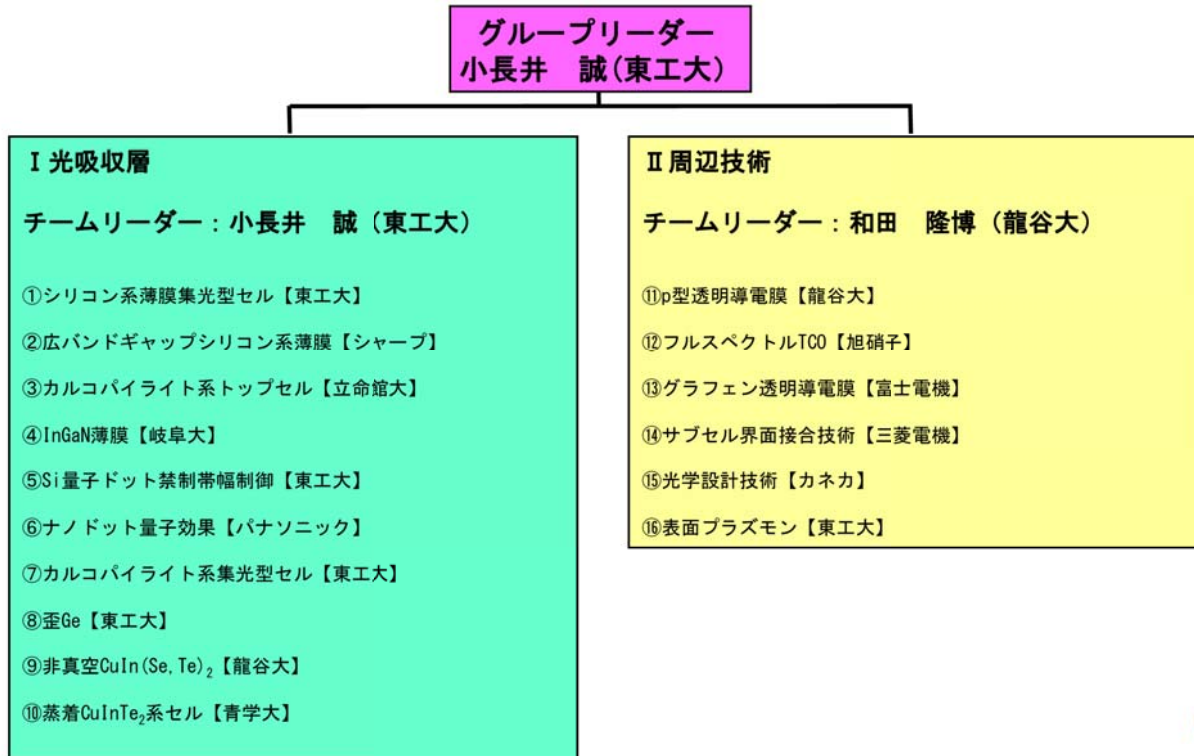 グループリーダー
小長井　誠(東工大)
Ⅰ光吸収層
チームリーダー：小長井　誠（東工大）
①シリコン系薄膜集光型セル【東工大】
②広バンドギャップシリコン系薄膜【シャープ】
③カルコパイライト系トップセル【立命館大】
④InGaN薄膜【岐阜大】
⑤Si量子ドット禁制帯幅制御【東工大】
⑥ナノドット量子効果【パナソニック】
⑦カルコパイライト系集光型セル【東工大】
⑧歪Ge【東工大】
⑨非真空CuIn(Se,Te)₂【龍谷大】
⑩蒸着CuInTe₂系セル【青学大】
Ⅱ周辺技術
チームリーダー：和田　隆博（龍谷大）
⑪p型透明導電膜【龍谷大】
⑫フルスペクトルTCO【旭硝子】
⑬グラフェン透明導電膜【富士電機】
⑭サブセル界面接合技術【三菱電機】
⑮光学設計技術【カネカ】
⑯表面プラズモン【東工大】